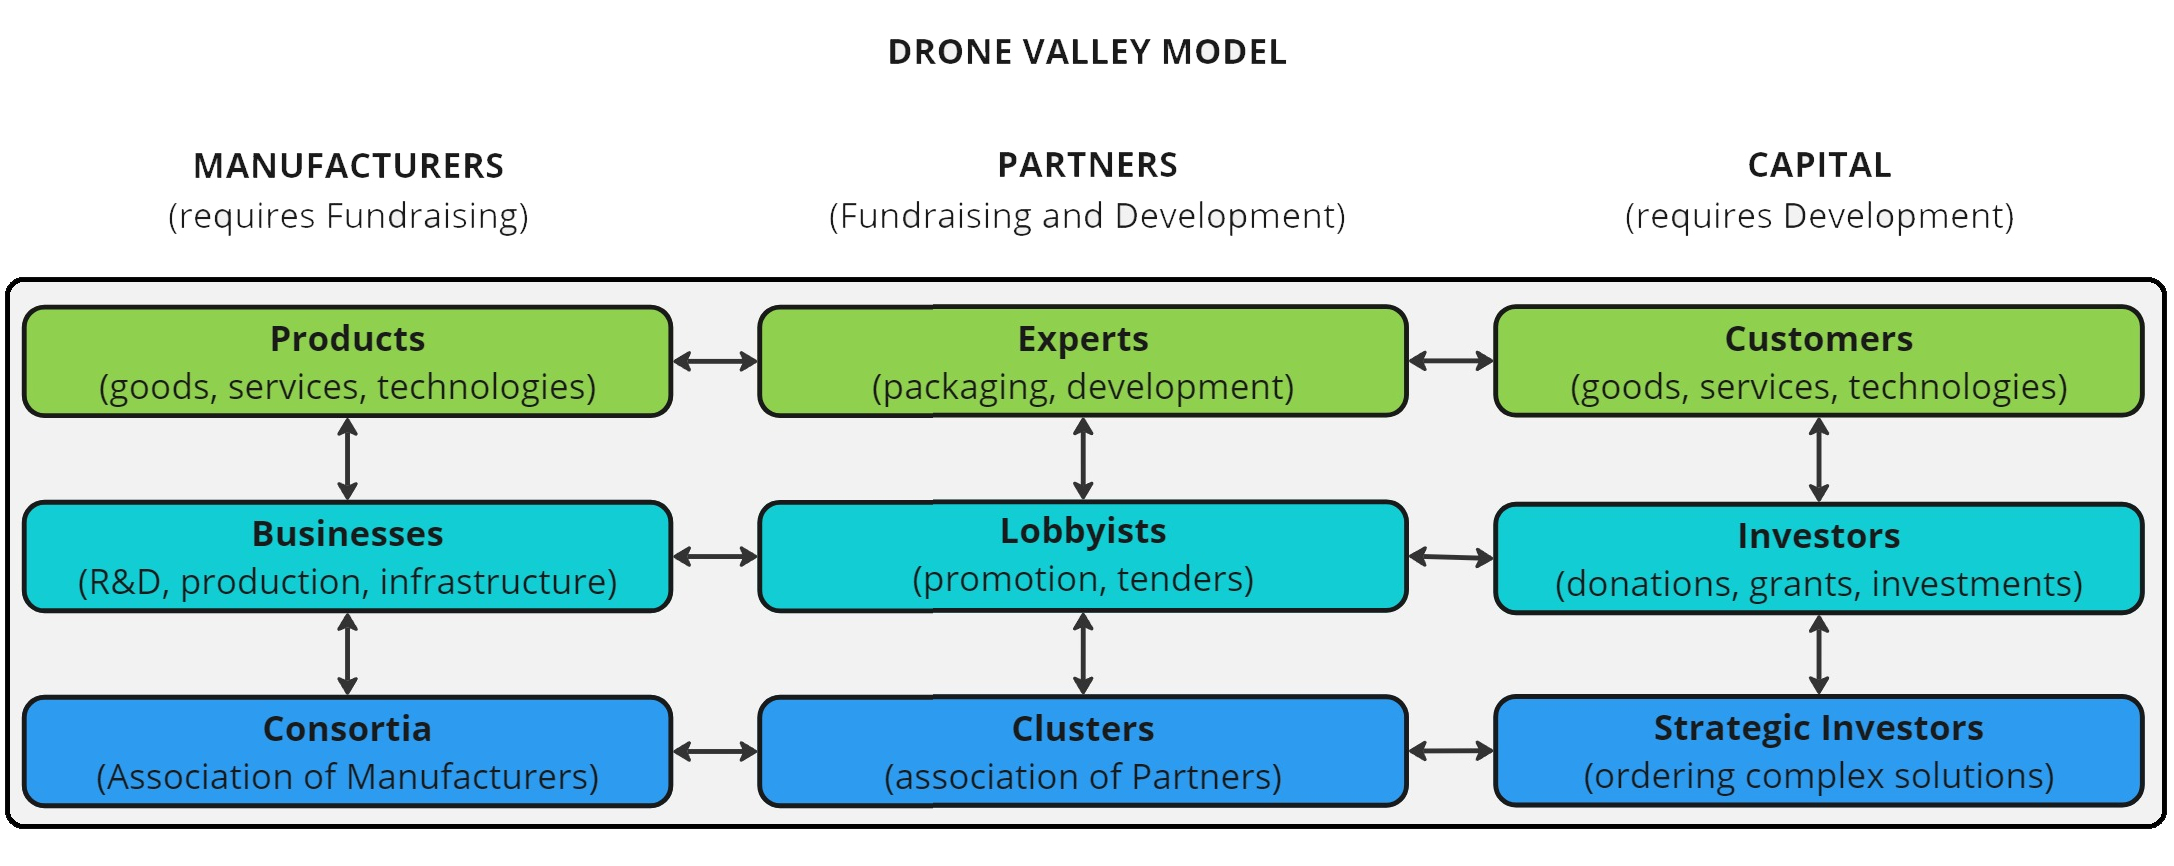 DRONE VALLEY MODEL
MANUFACTURERS
(requires Fundraising)
PARTNERS
(Fundraising and Development)
CAPITAL
(requires Development)
Products
(goods, services, technologies)
Experts
(packaging, development)
Customers
(goods, services, technologies)
Businesses
(R&D, production, infrastructure)
Lobbyists
(promotion, tenders)
Investors
(donations, grants, investments)
Consortia
(Association of Manufacturers)
Clusters
(association of Partners)
Strategic Investors
(ordering complex solutions)